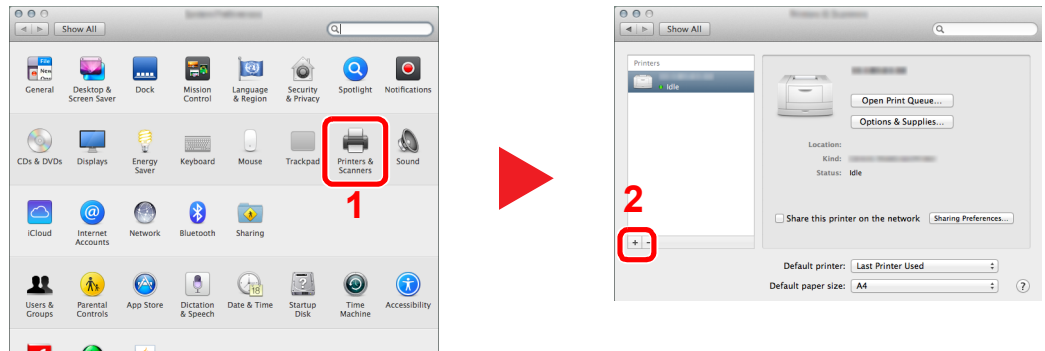 Show All
File
New
General
Desktop &
Screen Saver
Dock
Mission
Control
Language
& Region
Security
& Privacy
Spotlight
Notifications
CDs & DVDs
Displays
Energy
Saver
Keyboard
Mouse
Trackpad
Printers &
Scanners
Sound
1
iCloud
Internet
Accounts
Network
Bluetooth
Sharing
Users &
Groups
Parental
Controls
App Store
Dictation
& Speech
18
Date & Time
Startup
Disk
Time
Machine
Accessibility
Show All
Printers
Idle
Open Print Queue...
Options & Supplies...
Location:
Kind:
Status: Idle
2
Share this printer on the network Sharing Preferences...
+ -
Default printer: Last Printer Used
Default paper size: A4 ?